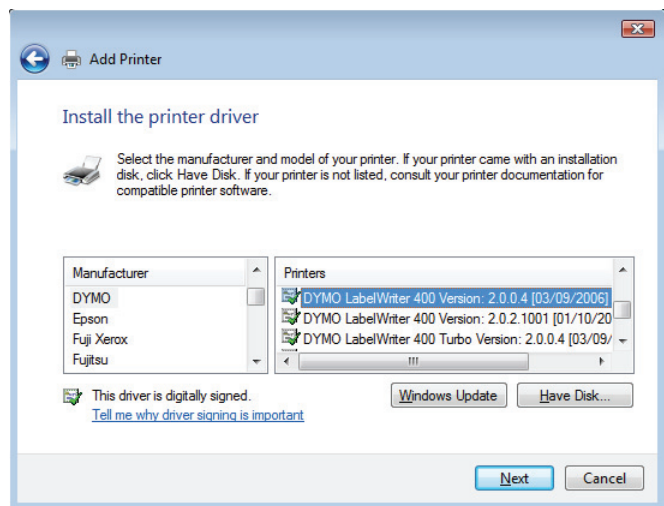 Add Printer
Install the printer driver
Select the manufacturer and model of your printer. If your printer came with an installation
disk, click Have Disk. If your printer is not listed, consult your printer documentation for
compatible printer software.
Manufacturer
DYMO
Epson
Fuji Xerox
Fujitsu
Printers
DYMO LabelWriter 400 Version: 2.0.0.4 [03/09/2006]
DYMO LabelWriter 400 Version: 2.0.2.1001 [01/10/20
DYMO LabelWriter 400 Turbo Version: 2.0.0.4 [03/09/
This driver is digitally signed.
Tell me why driver signing is important
Windows Update
Have Disk...
Next
Cancel